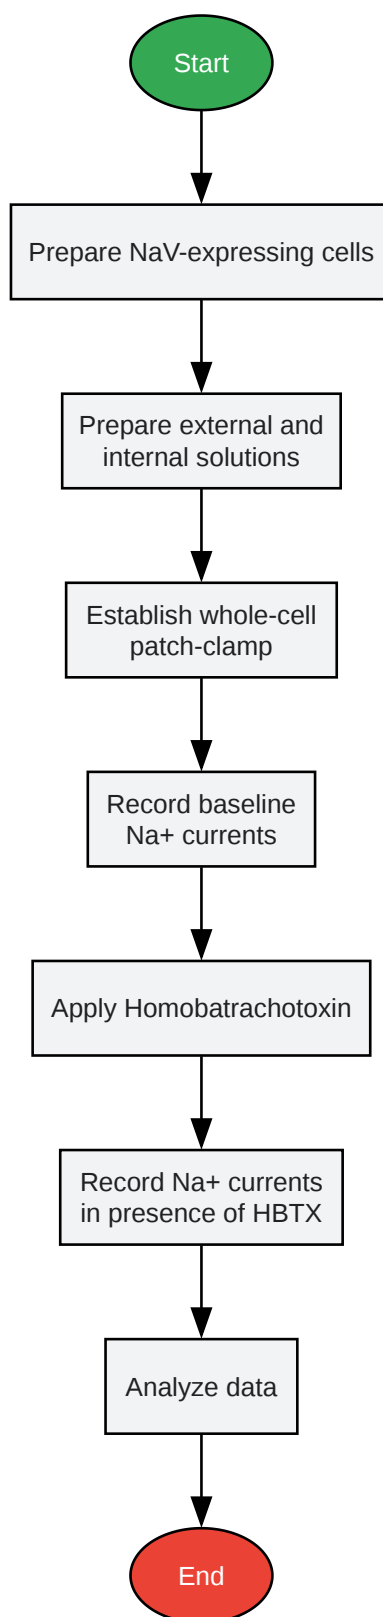 Start
Prepare NaV-expressing cells
Prepare external and
internal solutions
Establish whole-cell
patch-clamp
Record baseline
Na+ currents
Apply Homobatrachotoxin
Record Na+ currents
in presence of HBTX
Analyze data
End